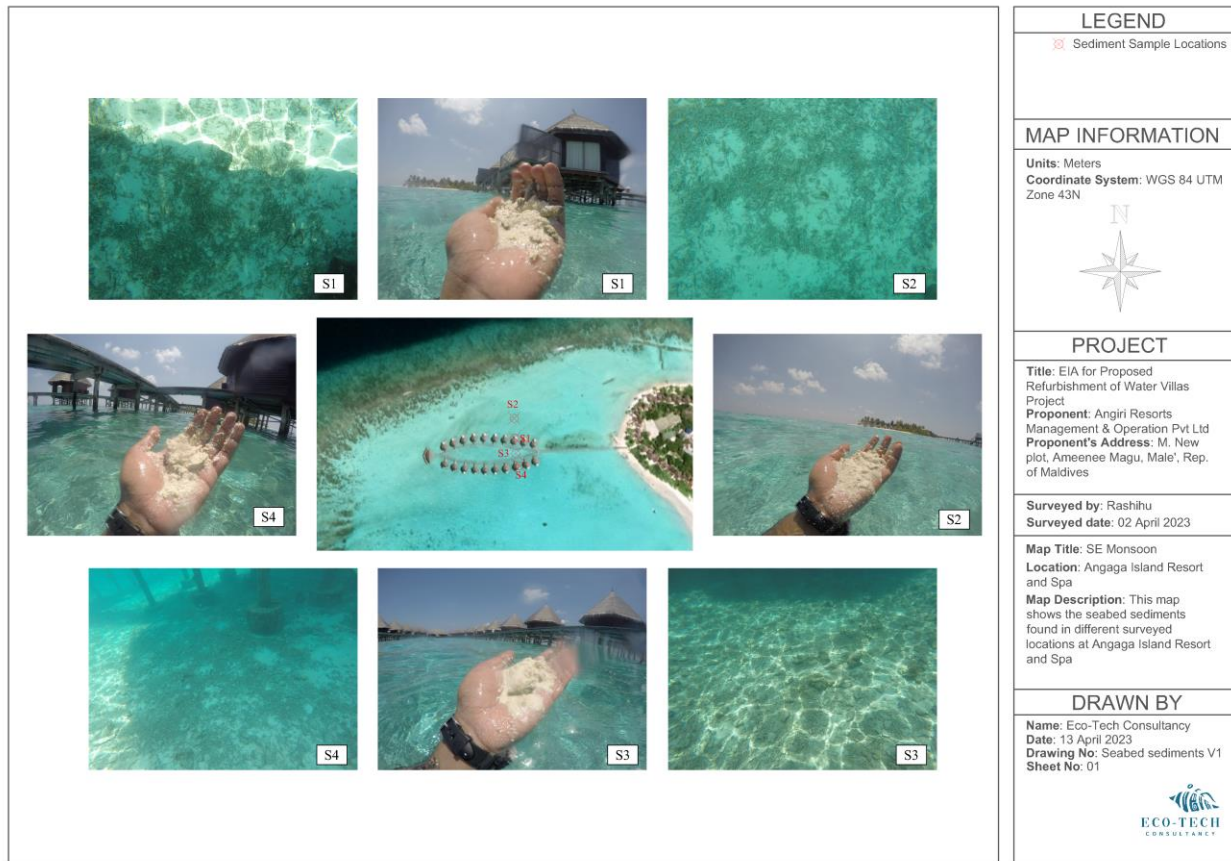 S1
S1
S2
S4
S2
S1
S3
S4
S2
S4
S3
S3
LEGEND
Sediment Sample Locations
MAP INFORMATION
Units: Meters
Coordinate System: WGS 84 UTM
Zone 43N
N
PROJECT
Title: EIA for Proposed
Refurbishment of Water Villas
Project
Proponent: Angiri Resorts
Management & Operation Pvt Ltd
Proponent's Address: M. New
plot, Ameenee Magu, Male', Rep.
of Maldives
Surveyed by: Rashihu
Surveyed date: 02 April 2023
Map Title: SE Monsoon
Location: Angaga Island Resort
and Spa
Map Description: This map
shows the seabed sediments
found in different surveyed
locations at Angaga Island Resort
and Spa
DRAWN BY
Name: Eco-Tech Consultancy
Date: 13 April 2023
Drawing No: Seabed sediments V1
Sheet No: 01
ECO-TECH
CONSULTANCY